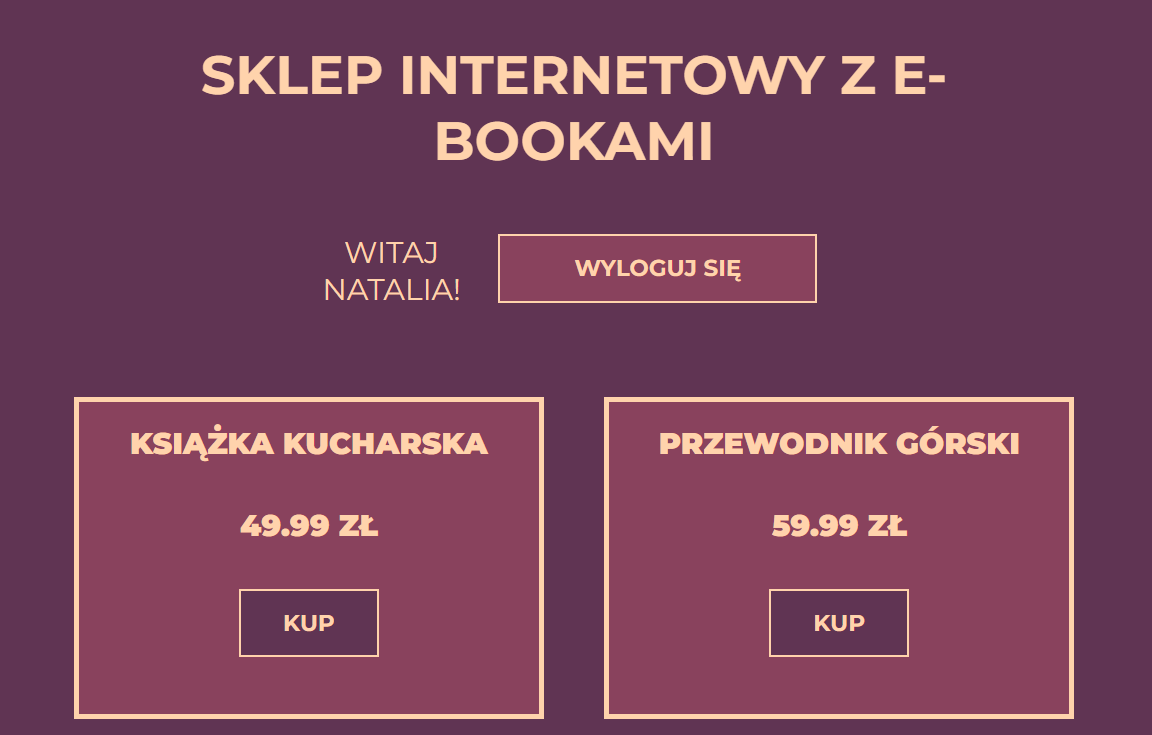 SKLEP INTERNETOWY Z E-
BOOKAMI
WITAJ
NATALIA!
WYLOGUJ SIĘ
KSIĄŻKA KUCHARSKA
49.99 ZŁ
KUP
PRZEWODNIK GÓRSKI
59.99 ZŁ
KUP